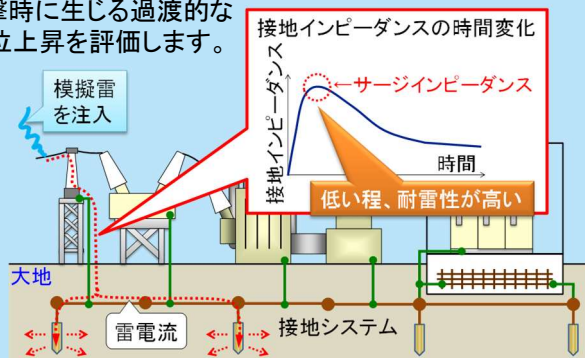 撃時に生じる過渡的な
位上昇を評価します。
接地インピーダンスの時間変化
接地インピーダンス
←サージインピーダンス
時間
低い程、耐雷性が高い
模擬雷
を注入
大地
雷電流
接地システム